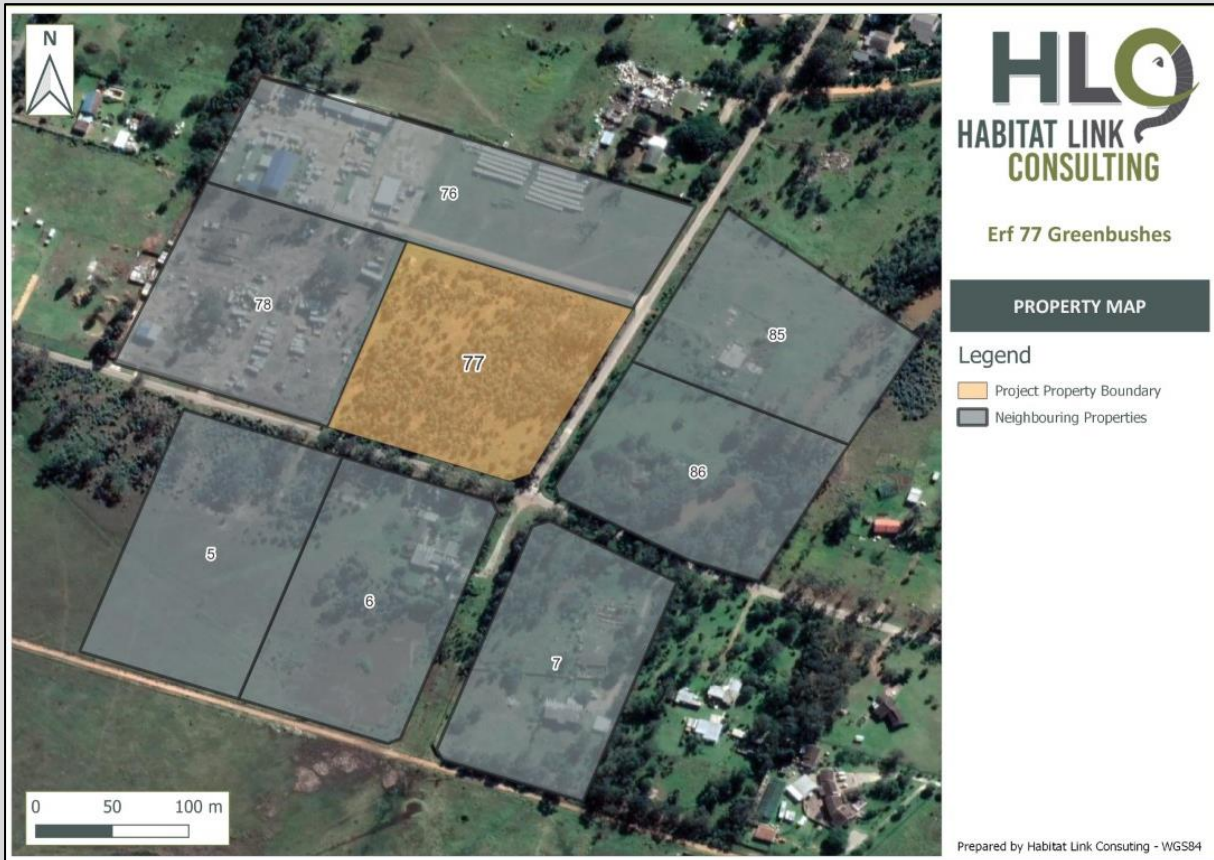 N
76
78
77
85
86
5
6
7
0 50 100 m
HLC
HABITAT LINK
CONSULTING
Erf 77 Greenbushes
PROPERTY MAP
Legend
Project Property Boundary
Neighbouring Properties
Prepared by Habitat Link Consuting - WGS84